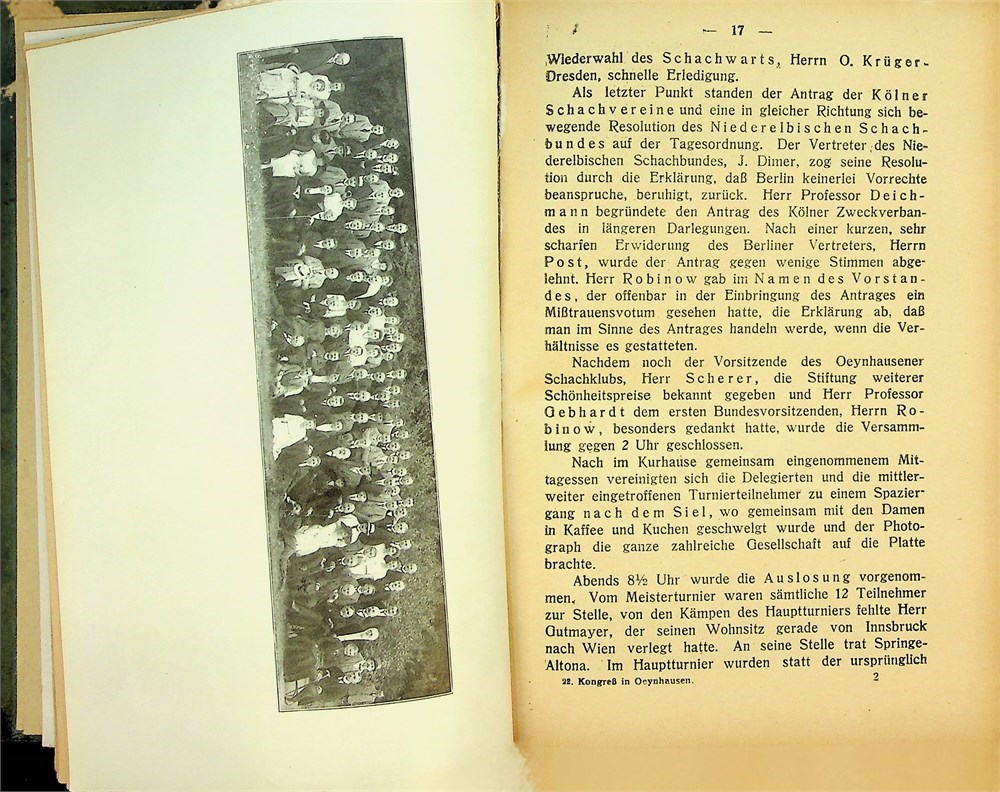 — 17 —
Wiederwahl des Schachwarts, Herrn O. Krüger-
Dresden, schnelle Erledigung.
Als letzter Punkt standen der Antrag der Kölner
Schachvereine und eine in gleicher Richtung sich be-
wegende Resolution des Niederelbischen Schach-
bundes auf der Tagesordnung. Der Vertreter des Nie-
derelbischen Schachbundes, J. Dimer, zog seine Resolu-
tion durch die Erklärung, daß Berlin keinerlei Vorrechte
beanspruche, beruhigt, zurück. Herr Professor Deich-
mann begründete den Antrag des Kölner Zweckverban-
des in längeren Darlegungen. Nach einer kurzen, sehr
scharfen Erwiderung des Berliner Vertreters, Herrn
Post, wurde der Antrag gegen wenige Stimmen abge-
lehnt. Herr Robinow gab im Namen des Vorstan-
des, der offenbar in der Einbringung des Antrages ein
Mißtrauensvotum gesehen hatte, die Erklärung ab, daß
man im Sinne des Antrages handeln werde, wenn die Ver-
hältnisse es gestatteten.
Nachdem noch der Vorsitzende des Oeynhausener
Schachklubs, Herr Scherer, die Stiftung weiterer
Schönheitspreise bekannt gegeben und Herr Professor
Gebhardt dem ersten Bundesvorsitzenden, Herrn Ro-
binow, besonders gedankt hatte, wurde die Versamm-
lung gegen 2 Uhr geschlossen.
Nach im Kurhause gemeinsam eingenommenem Mit-
tagessen vereinigten sich die Delegierten und die mittler-
weiter eingetroffenen Turnierteilnehmer zu einem Spazier-
gang nach dem Siel, wo gemeinsam mit den Damen
in Kaffee und Kuchen geschwelgt wurde und der Photo-
graph die ganze zahlreiche Gesellschaft auf die Platte
brachte.
Abends 8½ Uhr wurde die Auslosung vorgenom-
men. Vom Meisterturnier waren sämtliche 12 Teilnehmer
zur Stelle, von den Kämpen des Hauptturniers fehlte Herr
Gutmayer, der seinen Wohnsitz gerade von Innsbruck
nach Wien verlegt hatte. An seine Stelle trat Springe-
Altona. Im Hauptturnier wurden statt der ursprünglich
22. Kongreß in Oeynhausen. 2